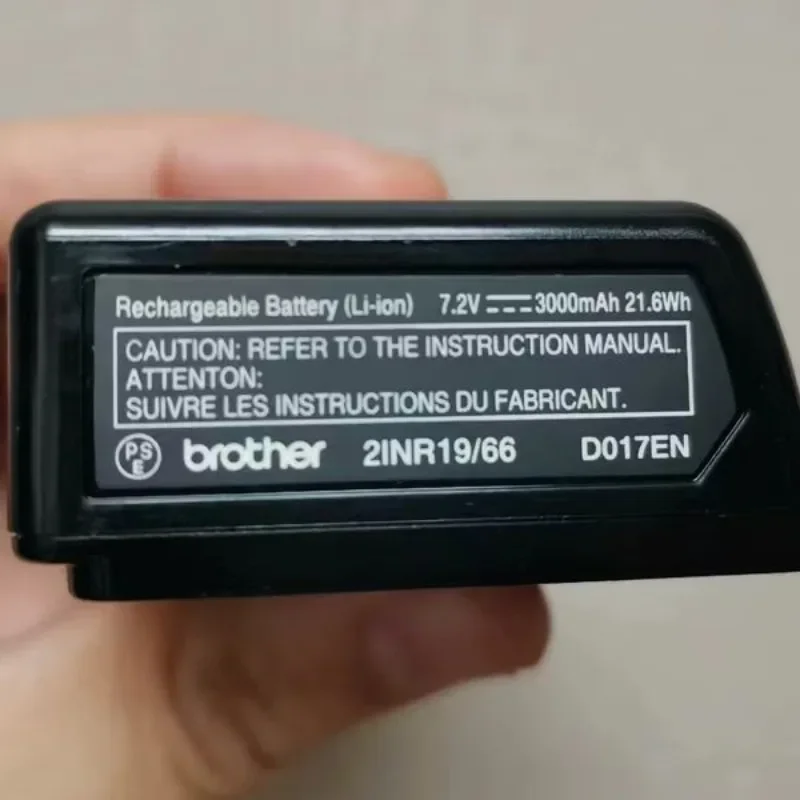 Rechargeable Battery (Li-ion) 7.2V ⎓ 3000mAh 21.6Wh
CAUTION: REFER TO THE INSTRUCTION MANUAL.
ATTENTON:
SUIVRE LES INSTRUCTIONS DU FABRICANT.
PS E brother 2INR19/66 D017EN